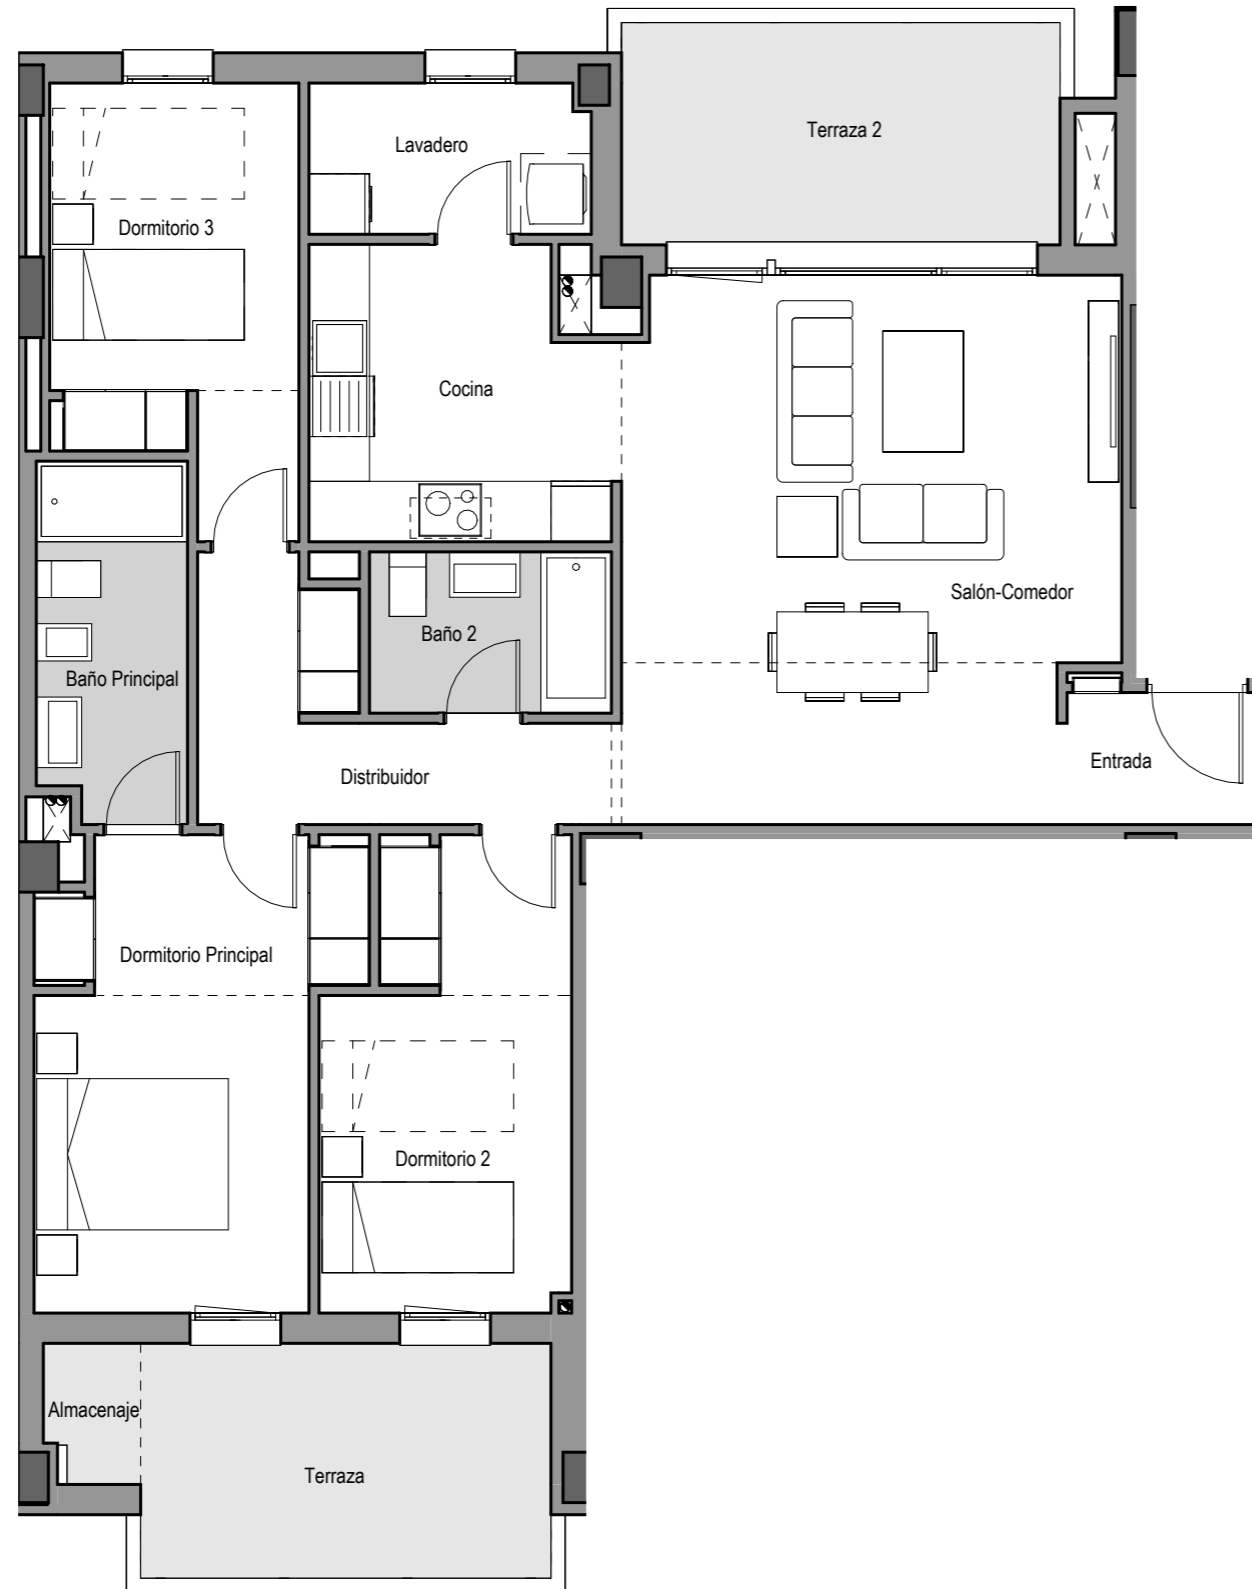 Terraza 2
Lavadero
Dormitorio 3
Cocina
Salón-Comedor
Baño 2
Baño Principal
Entrada
Distribuidor
Dormitorio Principal
Dormitorio 2
Almacenaje
Terraza